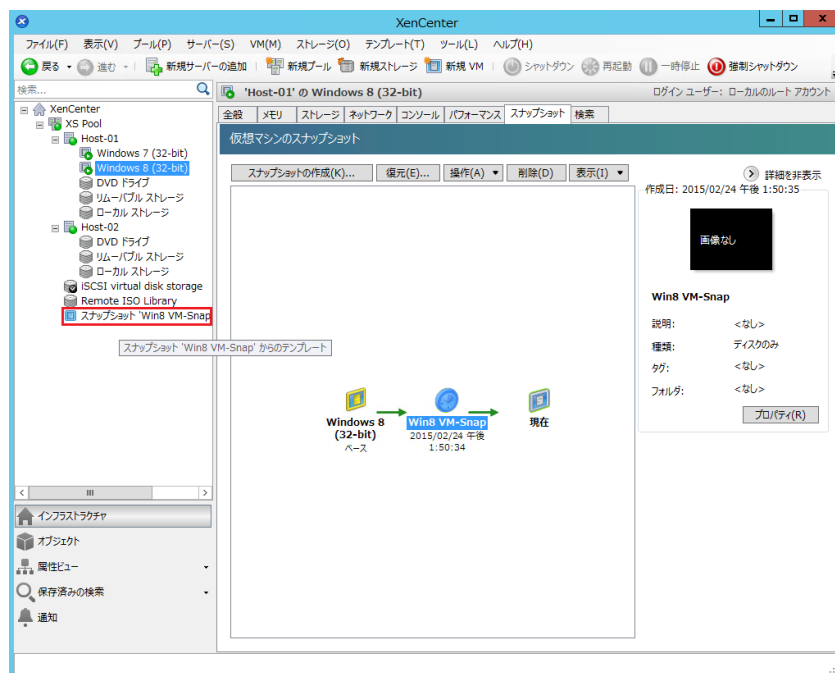 XenCenter
ファイル(F) 表示(V) プール(P) サーバー(S) VM(M) ストレージ(O) テンプレート(T) ツール(L) ヘルプ(H)
戻る 進む 新規サーバーの追加 新規プール 新規ストレージ 新規 VM シャットダウン 再起動 一時停止 強制シャットダウン
検索...
'Host-01' の Windows 8 (32-bit) ログイン ユーザー: ローカルのルート アカウント
XenCenter
XS Pool
Host-01
Windows 7 (32-bit)
Windows 8 (32-bit)
DVD ドライブ
リムーバブル ストレージ
ローカル ストレージ
Host-02
DVD ドライブ
リムーバブル ストレージ
ローカル ストレージ
iSCSI virtual disk storage
Remote ISO Library
スナップショット 'Win8 VM-Snap
スナップショット 'Win8 VM-Snap' からのテンプレート
インフラストラクチャ
オブジェクト
属性ビュー
保存済みの検索
通知
全般 メモリ ストレージ ネットワーク コンソール パフォーマンス スナップショット 検索
仮想マシンのスナップショット
スナップショットの作成(K)... 復元(E)... 操作(A) 削除(D) 表示(I)
詳細を非表示
Windows 8
(32-bit)
ベース
Win8 VM-Snap
2015/02/24 午後
1:50:34
現在
作成日: 2015/02/24 午後 1:50:35
画像なし
Win8 VM-Snap
説明: <なし>
種類: ディスクのみ
タグ: <なし>
フォルダ: <なし>
プロパティ(R)